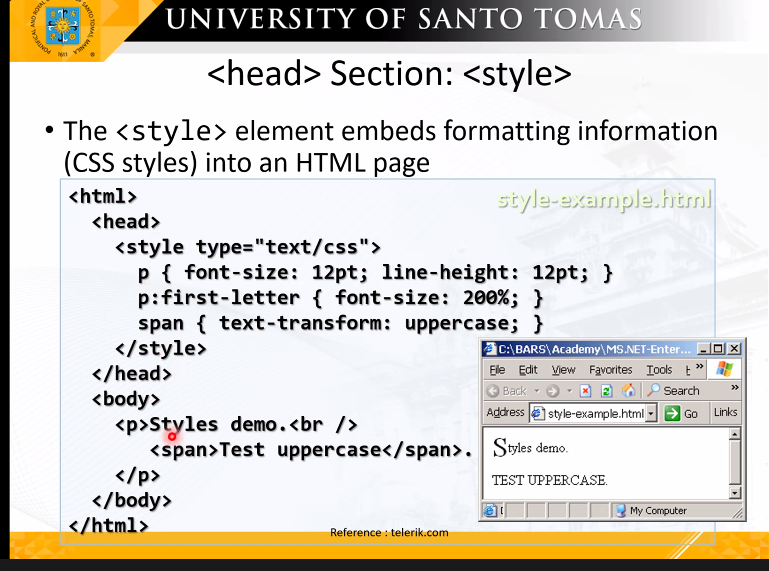 UNIVERSITY OF SANTO TOMAS
<head> Section: <style>
• The <style> element embeds formatting information
(CSS styles) into an HTML page
style-example.html
<html>
<head>
<style type="text/css">
p { font-size: 12pt; line-height: 12pt; }
p:first-letter { font-size: 200%; }
span { text-transform: uppercase; }
</style>
</head>
<body>
<p>Styles demo.<br />
<span>Test uppercase</span>.
</p>
</body>
</html>
C:\BARS\Academy\MS.NET-Enter...
File Edit View Favorites Tools »
Back Search »
Address style-example.html Go Links
Styles demo.
TEST UPPERCASE.
My Computer
Reference : telerik.com